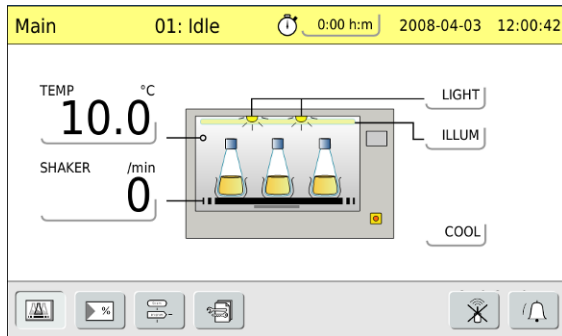 Main 01: Idle 0:00 h:m 2008-04-03 12:00:42
TEMP °C
10.0
LIGHT
ILLUM
SHAKER /min
0
COOL
%